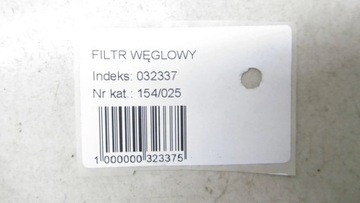 FILTR WĘGLOWY
Indeks: 032337
Nr kat.: 154/025
1 000000 323375